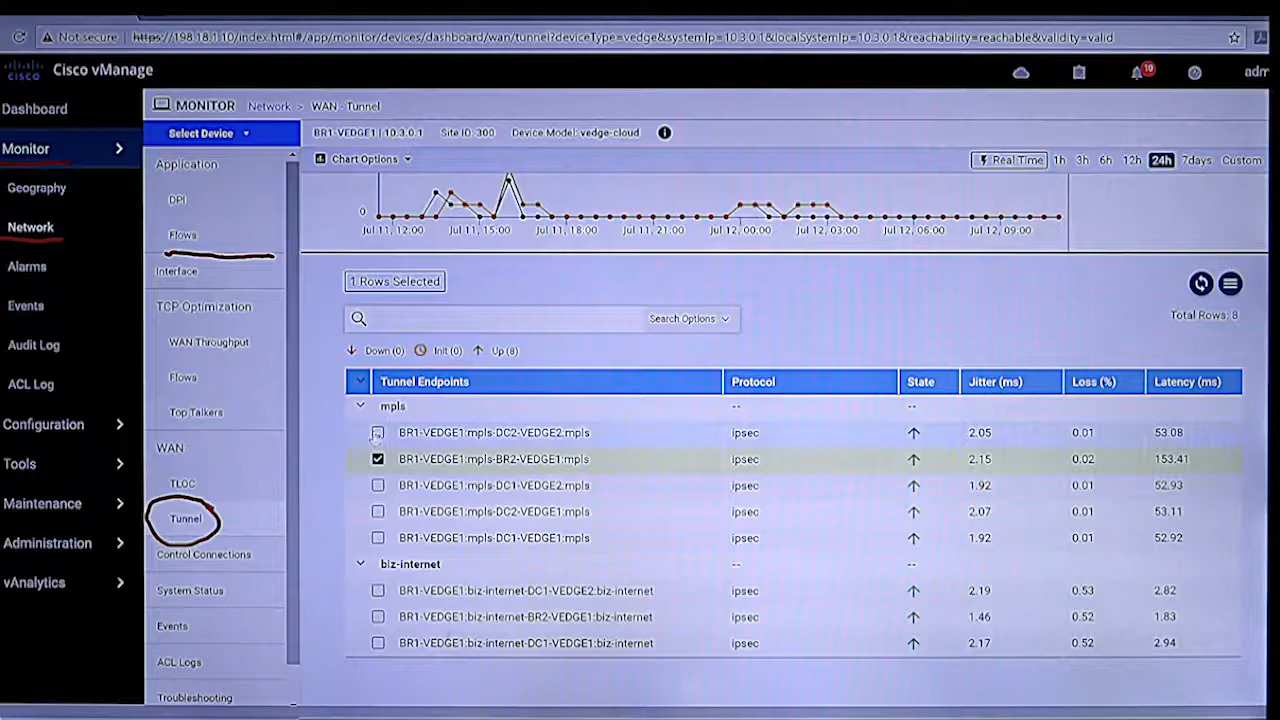 Not secure | https://198.18.1.10/index.html#/app/monitor/devices/dashboard/wan/tunnel?deviceType=vedge&systemIp=10.3.0.1&localSystemIp=10.3.0.1&reachability=reachable&validity=valid
CISCO Cisco vManage
10
adm
Dashboard
Monitor
Geography
Network
Alarms
Events
Audit Log
ACL Log
Configuration
Tools
Maintenance
Administration
vAnalytics
MONITOR Network > WAN - Tunnel
Select Device
BR1-VEDGE1 | 10.3.0.1 Site ID: 300 Device Model: vedge-cloud
Application
DPI
Flows
Interface
TCP Optimization
WAN Throughput
Flows
Top Talkers
WAN
TLOC
Tunnel
Control Connections
System Status
Events
ACL Logs
Troubleshooting
Chart Options
Real Time 1h 3h 6h 12h 24h 7days Custom
0
Jul 11, 12:00 Jul 11, 15:00 Jul 11, 18:00 Jul 11, 21:00 Jul 12, 00:00 Jul 12, 03:00 Jul 12, 06:00 Jul 12, 09:00
1 Rows Selected
Search Options
Total Rows: 8
Down (0) Init (0) Up (8)
Tunnel Endpoints Protocol State Jitter (ms) Loss (%) Latency (ms)
mpls -- --
BR1-VEDGE1:mpls-DC2-VEDGE2:mpls ipsec 2.05 0.01 53.08
BR1-VEDGE1:mpls-BR2-VEDGE1:mpls ipsec 2.15 0.02 153.41
BR1-VEDGE1:mpls-DC1-VEDGE2:mpls ipsec 1.92 0.01 52.93
BR1-VEDGE1:mpls-DC2-VEDGE1:mpls ipsec 2.07 0.01 53.11
BR1-VEDGE1:mpls-DC1-VEDGE1:mpls ipsec 1.92 0.01 52.92
biz-internet -- --
BR1-VEDGE1:biz-internet-DC1-VEDGE2:biz-internet ipsec 2.19 0.53 2.82
BR1-VEDGE1:biz-internet-BR2-VEDGE1:biz-internet ipsec 1.46 0.52 1.83
BR1-VEDGE1:biz-internet-DC1-VEDGE1:biz-internet ipsec 2.17 0.52 2.94